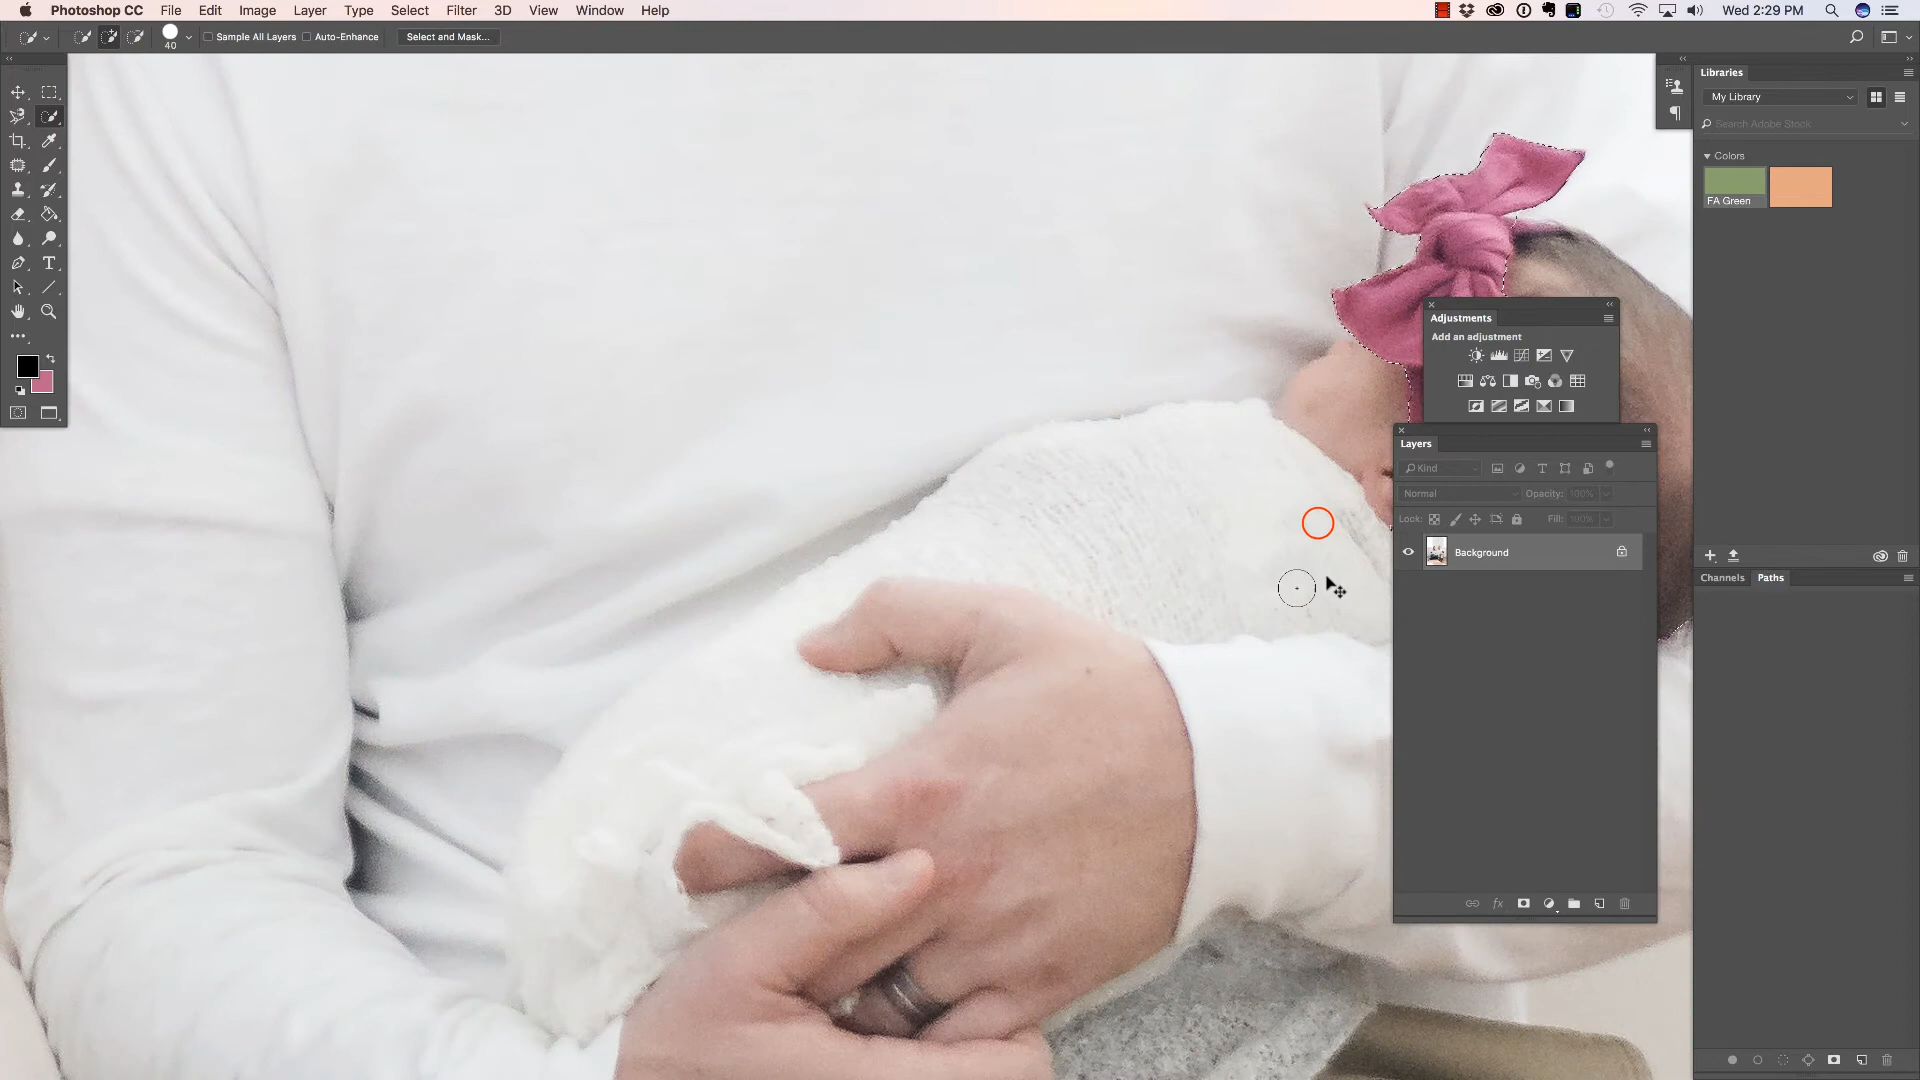 Photoshop CC File Edit Image Layer Type Select Filter 3D View Window Help Wed 2:29 PM
40 Sample All Layers Auto-Enhance Select and Mask...
Libraries
My Library
Search Adobe Stock
Colors
FA Green
Adjustments
Add an adjustment
Layers
Kind
Normal Opacity: 100%
Lock: Fill: 100%
Background
Channels Paths